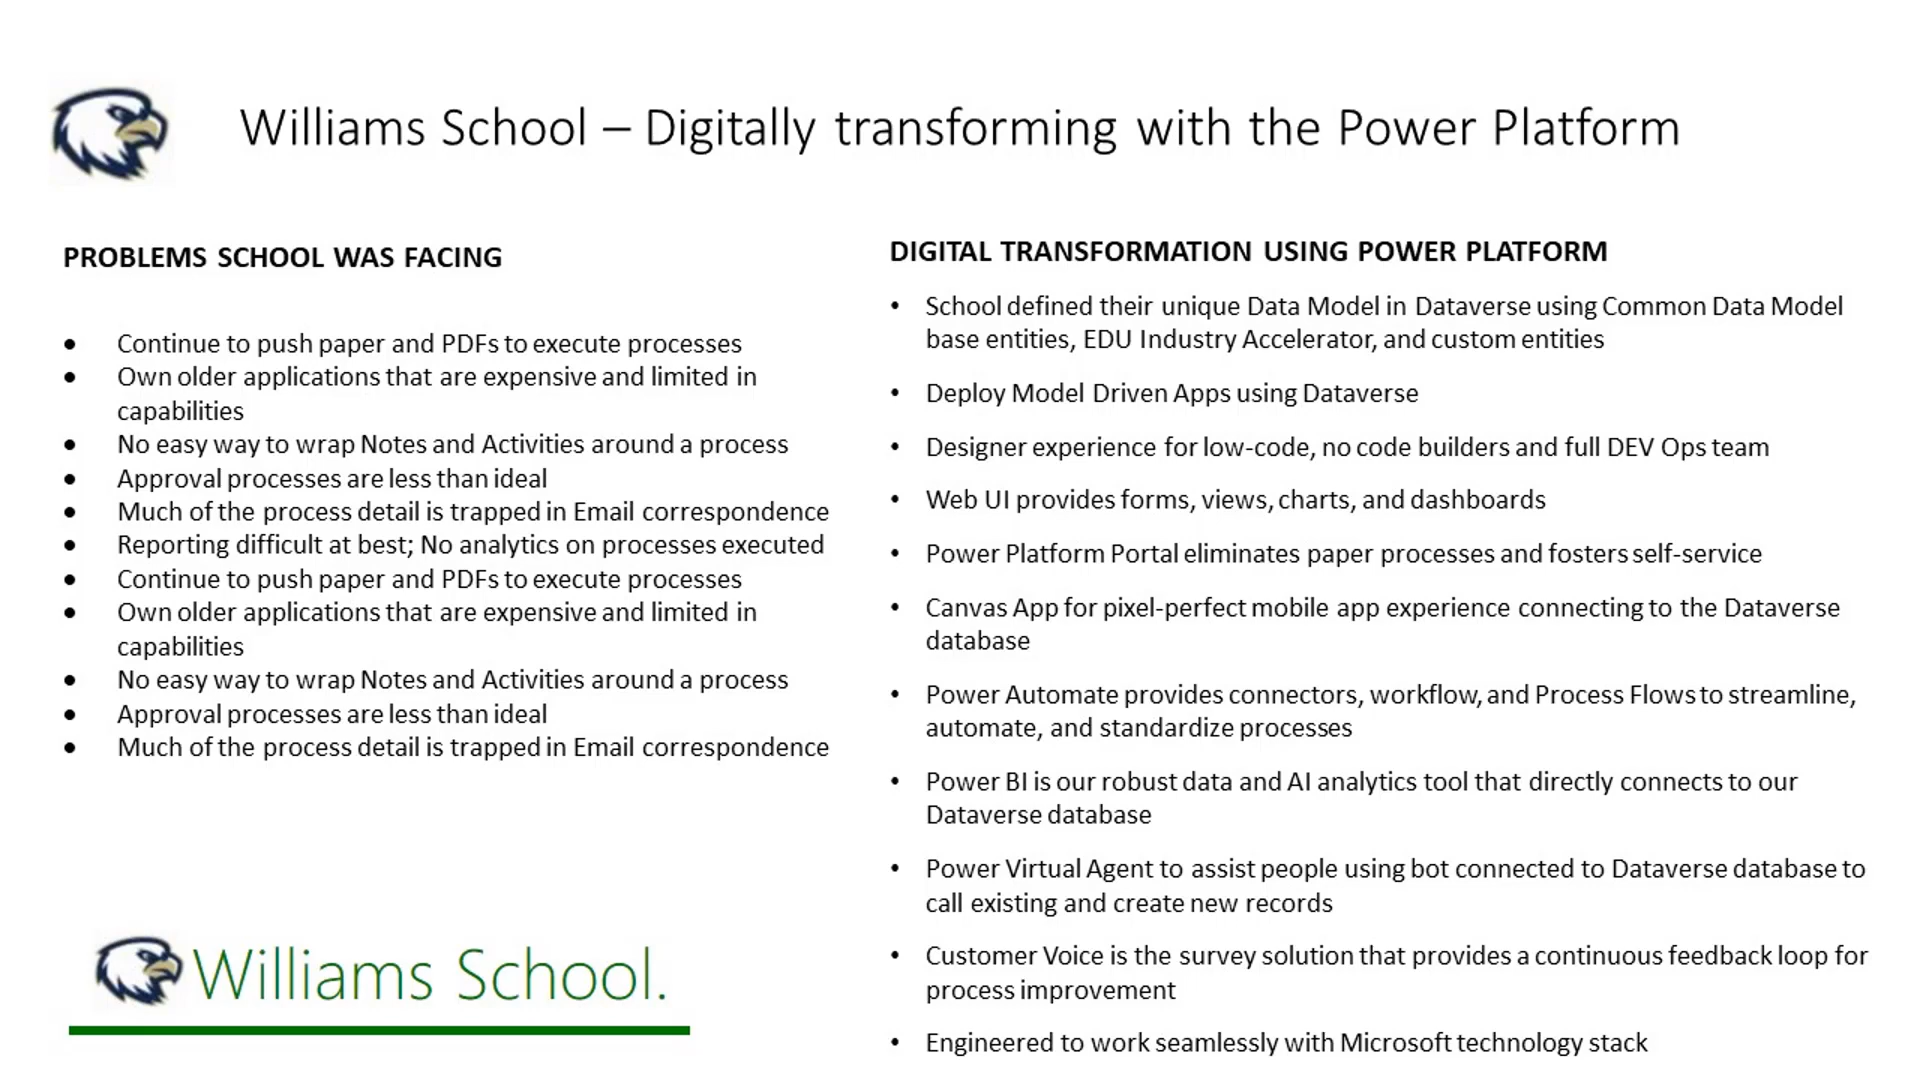 Williams School – Digitally transforming with the Power Platform
PROBLEMS SCHOOL WAS FACING
• Continue to push paper and PDFs to execute processes
• Own older applications that are expensive and limited in
capabilities
• No easy way to wrap Notes and Activities around a process
• Approval processes are less than ideal
• Much of the process detail is trapped in Email correspondence
• Reporting difficult at best; No analytics on processes executed
• Continue to push paper and PDFs to execute processes
• Own older applications that are expensive and limited in
capabilities
• No easy way to wrap Notes and Activities around a process
• Approval processes are less than ideal
• Much of the process detail is trapped in Email correspondence
Williams School.
DIGITAL TRANSFORMATION USING POWER PLATFORM
• School defined their unique Data Model in Dataverse using Common Data Model
base entities, EDU Industry Accelerator, and custom entities
• Deploy Model Driven Apps using Dataverse
• Designer experience for low-code, no code builders and full DEV Ops team
• Web UI provides forms, views, charts, and dashboards
• Power Platform Portal eliminates paper processes and fosters self-service
• Canvas App for pixel-perfect mobile app experience connecting to the Dataverse
database
• Power Automate provides connectors, workflow, and Process Flows to streamline,
automate, and standardize processes
• Power BI is our robust data and AI analytics tool that directly connects to our
Dataverse database
• Power Virtual Agent to assist people using bot connected to Dataverse database to
call existing and create new records
• Customer Voice is the survey solution that provides a continuous feedback loop for
process improvement
• Engineered to work seamlessly with Microsoft technology stack